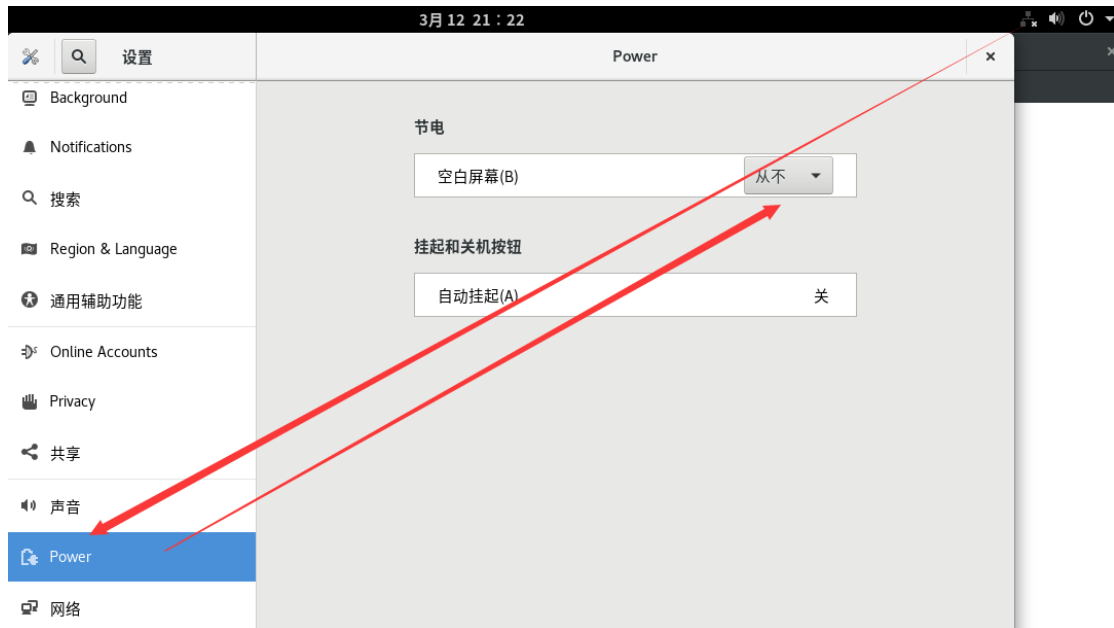 3月 12 21：22
设置
Power
Background
Notifications
搜索
Region & Language
通用辅助功能
Online Accounts
Privacy
共享
声音
Power
网络
节电
空白屏幕(B)
从不
挂起和关机按钮
自动挂起(A)
关